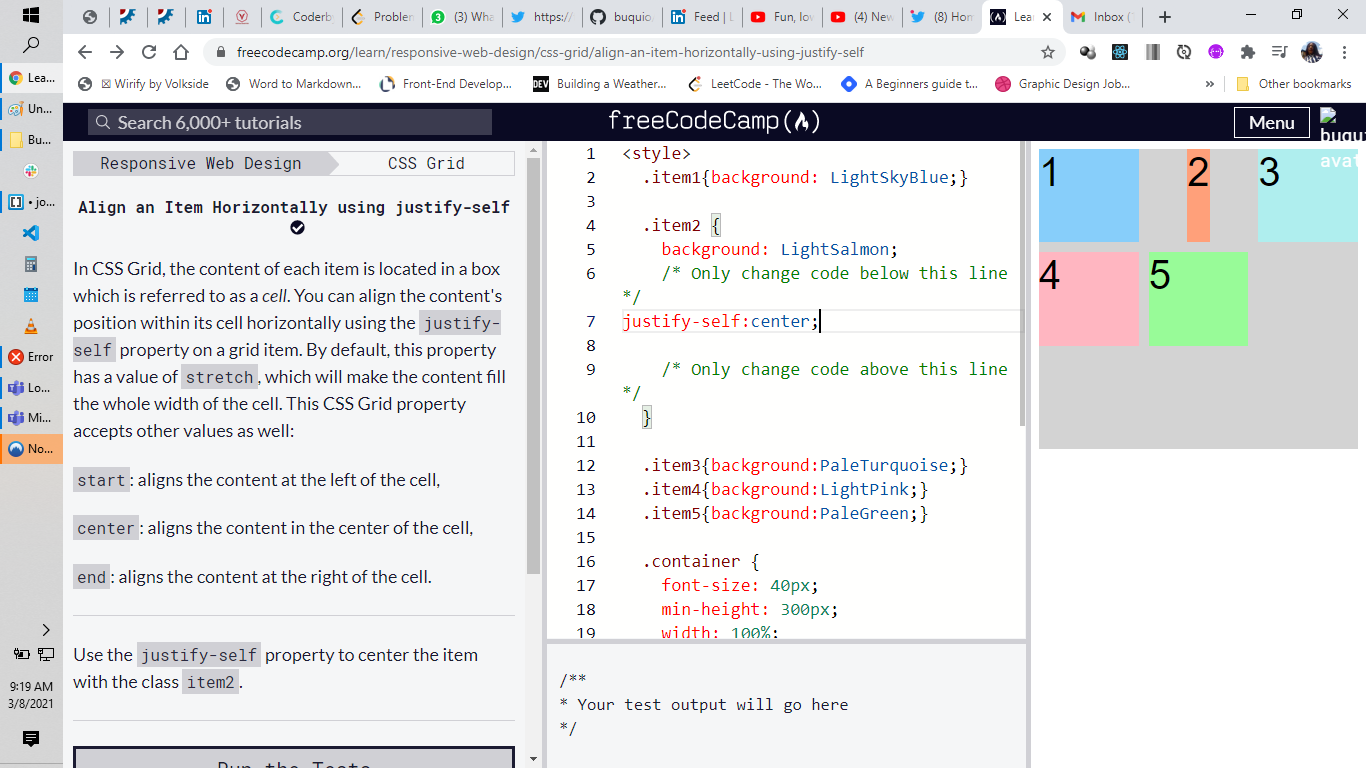 Coderb
Problem
(3) Wha
https://
buquio
Feed | L
Fun, lov
(4) New
(8) Hom
Lear
Inbox (1
freecodecamp.org/learn/responsive-web-design/css-grid/align-an-item-horizontally-using-justify-self
Wirify by Volkside
Word to Markdown...
Front-End Develop...
DEV Building a Weather...
LeetCode - The Wo...
A Beginners guide t...
Graphic Design Job...
» Other bookmarks
Lea...
Un...
Bu...
• jo...
Error
Lo...
Mi...
No...
9:19 AM
3/8/2021
Search 6,000+ tutorials
freeCodeCamp
Menu
buqu
avat
Responsive Web Design
CSS Grid
Align an Item Horizontally using justify-self
In CSS Grid, the content of each item is located in a box
which is referred to as a cell. You can align the content's
position within its cell horizontally using the justify-
self property on a grid item. By default, this property
has a value of stretch, which will make the content fill
the whole width of the cell. This CSS Grid property
accepts other values as well:
start: aligns the content at the left of the cell,
center: aligns the content in the center of the cell,
end: aligns the content at the right of the cell.
Use the justify-self property to center the item
with the class item2.
Run the Tests
1 <style>
2 .item1{background: LightSkyBlue;}
3
4 .item2 {
5 background: LightSalmon;
6 /* Only change code below this line
*/
7 justify-self:center;
8
9 /* Only change code above this line
*/
10 }
11
12 .item3{background:PaleTurquoise;}
13 .item4{background:LightPink;}
14 .item5{background:PaleGreen;}
15
16 .container {
17 font-size: 40px;
18 min-height: 300px;
19 width: 100%;
/**
* Your test output will go here
*/
1 2 3
4 5